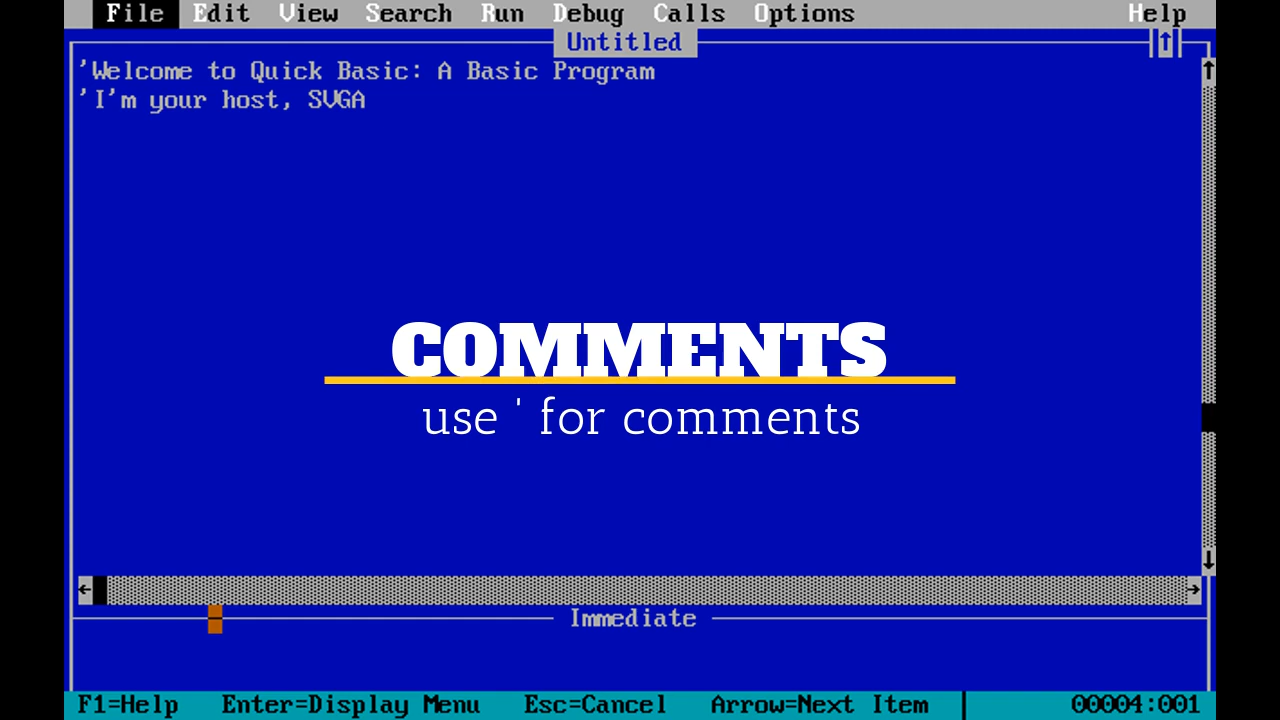 File Edit View Search Run Debug Calls Options Help
Untitled ↑
'Welcome to Quick Basic: A Basic Program
'I'm your host, SVGA
COMMENTS
use ' for comments
Immediate
F1=Help Enter=Display Menu Esc=Cancel Arrow=Next Item 00004:001